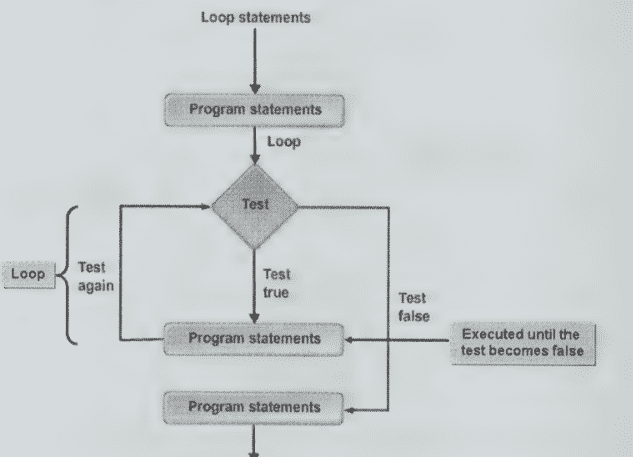 Loop statements
Program statements
Loop
Test
Loop
Test
again
Test
true
Test
false
Program statements
Executed until the
test becomes false
Program statements